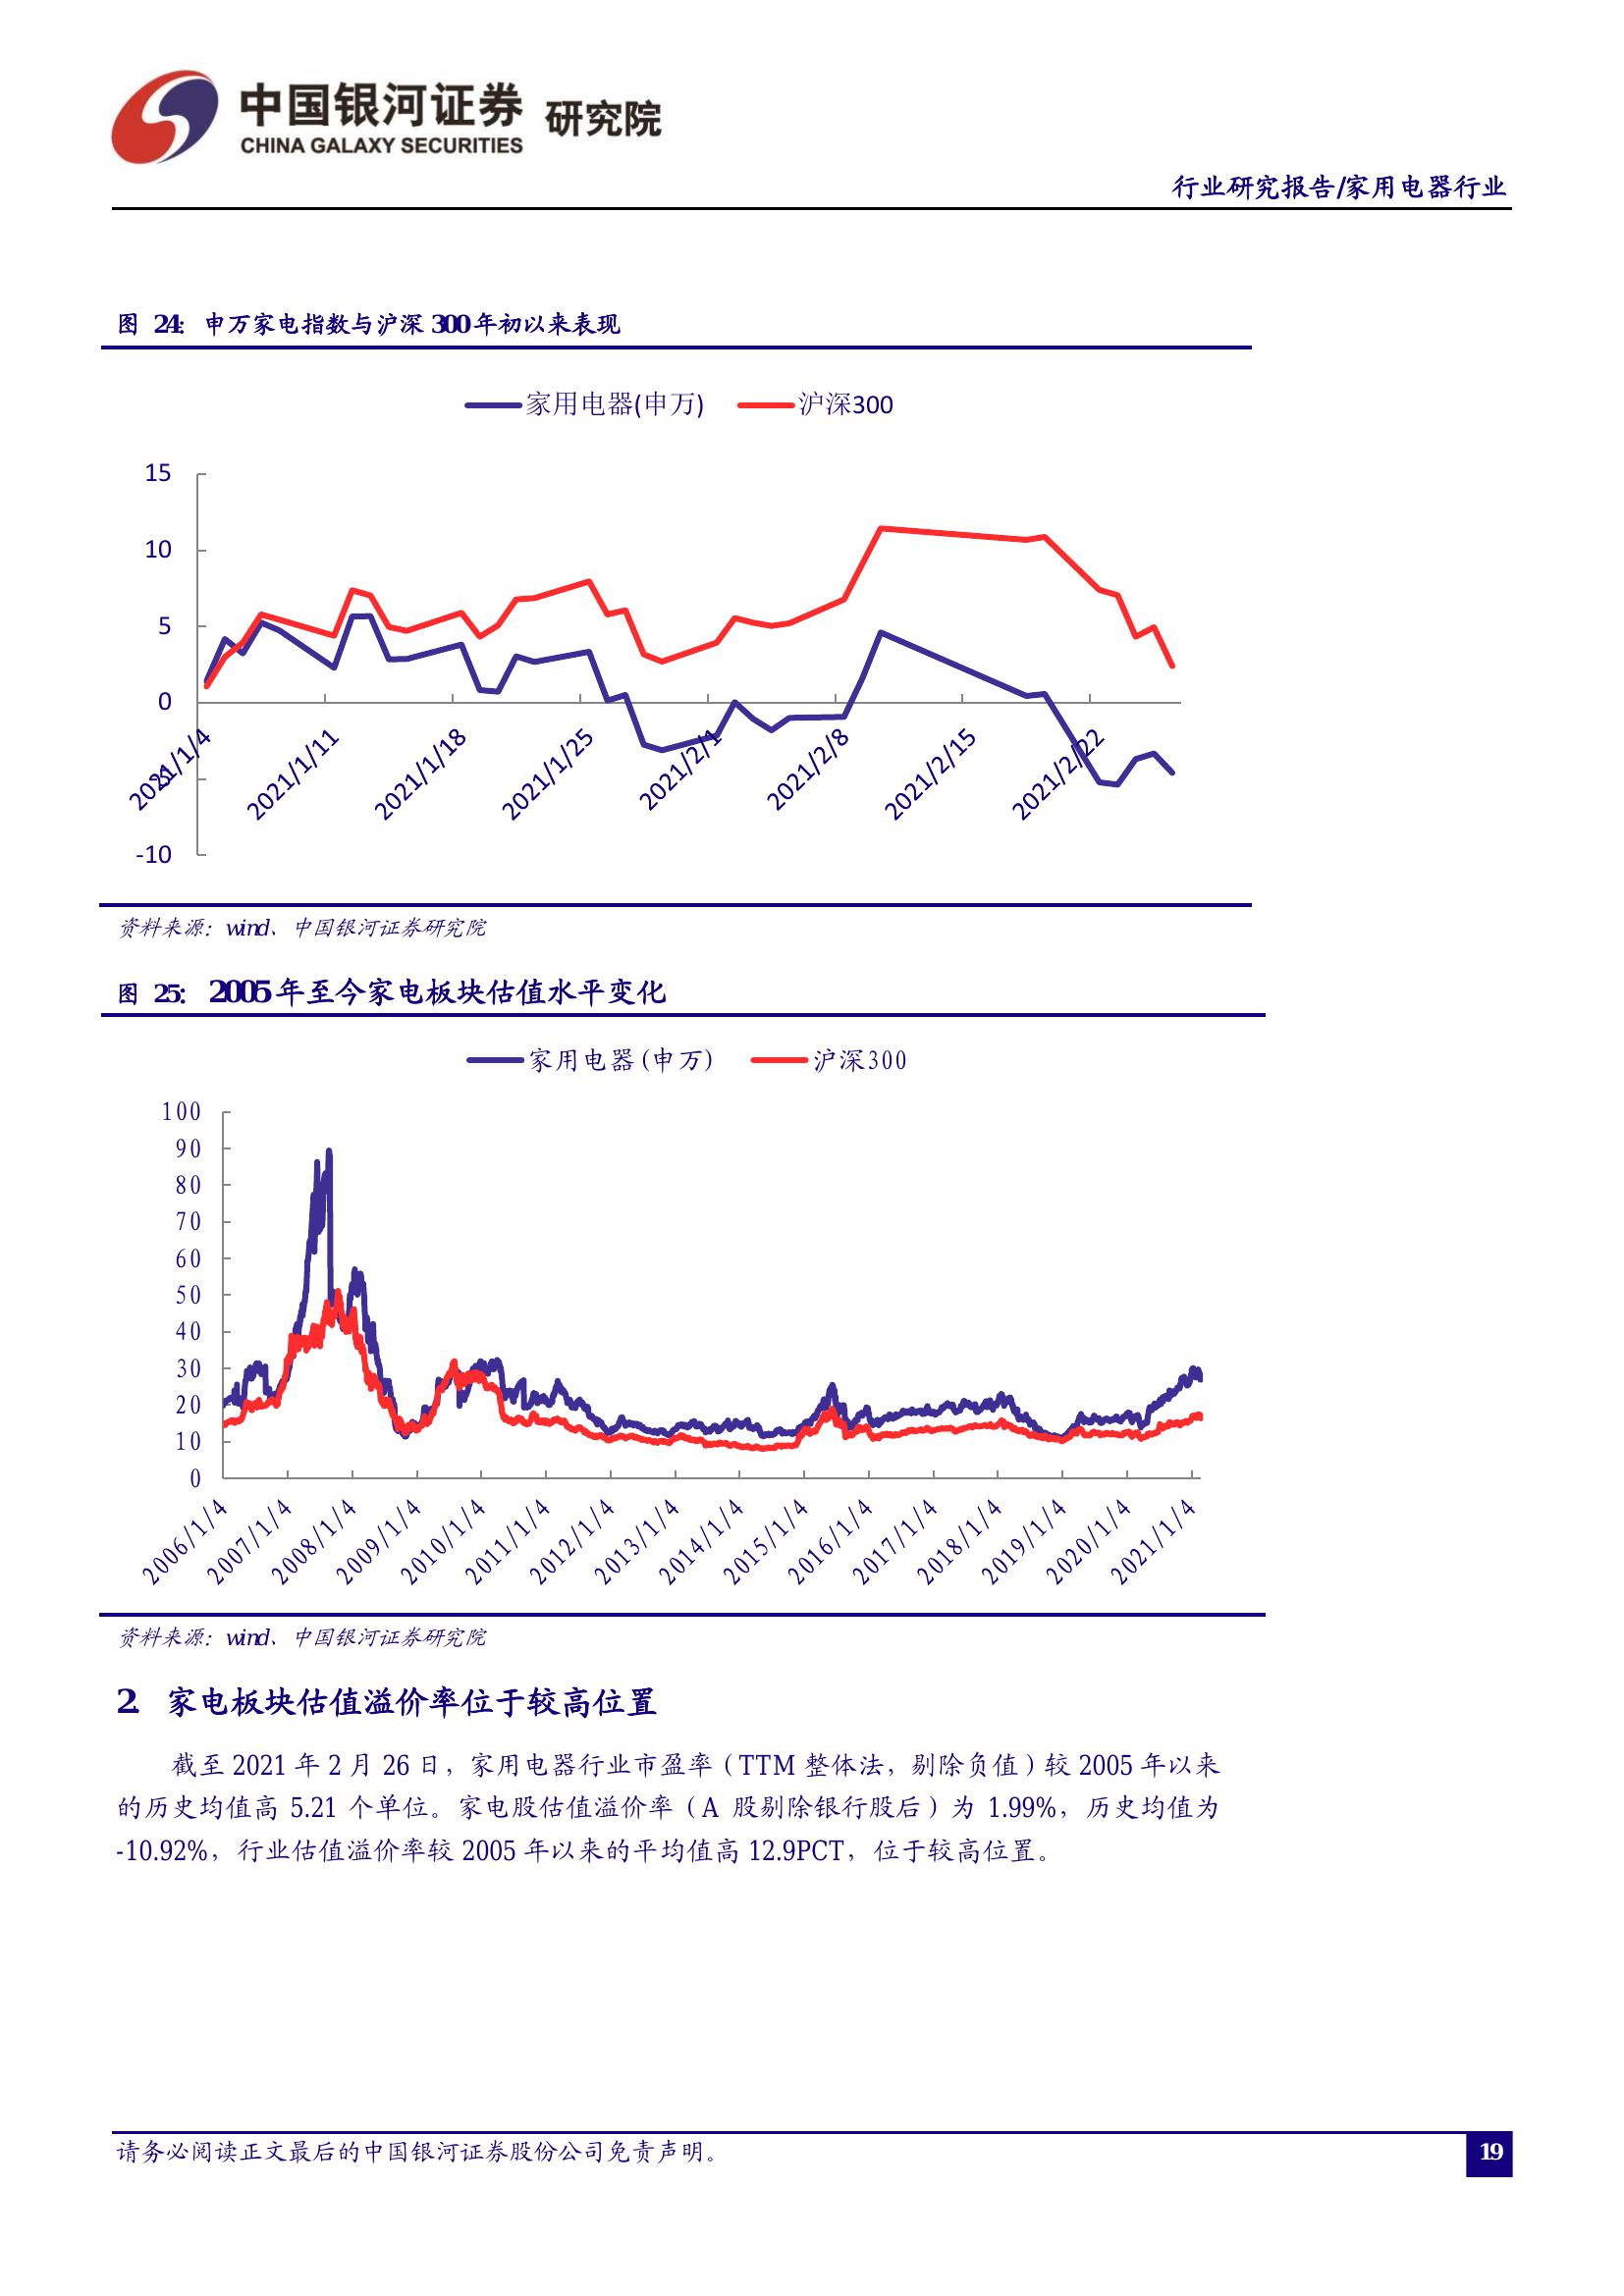 中国银河证券 研究院
CHINA GALAXY SECURITIES
行业研究报告/家用电器行业
图 24：申万家电指数与沪深 300 年初以来表现
家用电器(申万) 沪深300
15
10
5
0
-5
-10
2021/1/4 2021/1/11 2021/1/18 2021/1/25 2021/2/1 2021/2/8 2021/2/15 2021/2/22
资料来源：wind、中国银河证券研究院
图 25：2005 年至今家电板块估值水平变化
家用电器(申万) 沪深300
100
90
80
70
60
50
40
30
20
10
0
2006/1/4 2007/1/4 2008/1/4 2009/1/4 2010/1/4 2011/1/4 2012/1/4 2013/1/4 2014/1/4 2015/1/4 2016/1/4 2017/1/4 2018/1/4 2019/1/4 2020/1/4 2021/1/4
资料来源：wind、中国银河证券研究院
2. 家电板块估值溢价率位于较高位置
截至 2021 年 2 月 26 日，家用电器行业市盈率（TTM 整体法，剔除负值）较 2005 年以来
的历史均值高 5.21 个单位。家电股估值溢价率（A 股剔除银行股后）为 1.99%，历史均值为
-10.92%，行业估值溢价率较 2005 年以来的平均值高 12.9PCT，位于较高位置。
请务必阅读正文最后的中国银河证券股份公司免责声明。
19